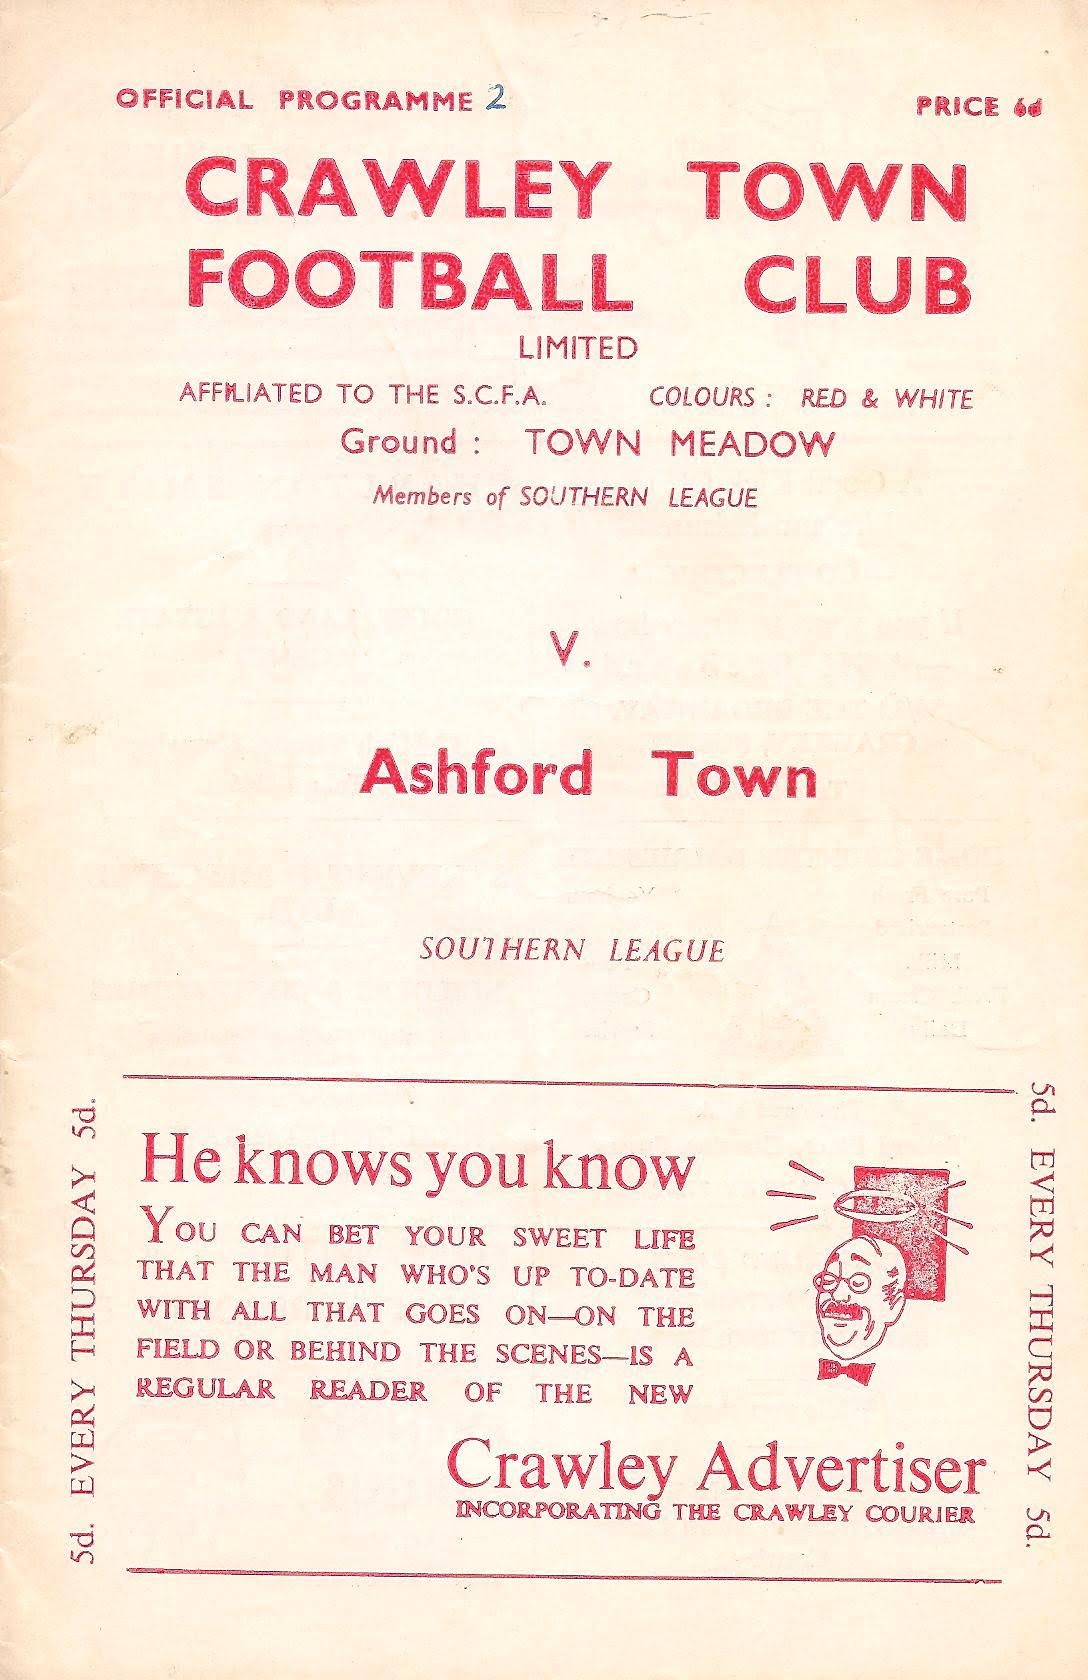 OFFICIAL PROGRAMME 2
PRICE 6d
CRAWLEY TOWN
FOOTBALL CLUB
LIMITED
AFFILIATED TO THE S.C.F.A. COLOURS : RED & WHITE
Ground : TOWN MEADOW
Members of SOUTHERN LEAGUE
V.
Ashford Town
SOUTHERN LEAGUE
5d. EVERY THURSDAY 5d.
He knows you know
YOU CAN BET YOUR SWEET LIFE
THAT THE MAN WHO'S UP TO-DATE
WITH ALL THAT GOES ON—ON THE
FIELD OR BEHIND THE SCENES—IS A
REGULAR READER OF THE NEW
Crawley Advertiser
INCORPORATING THE CRAWLEY COURIER
5d. EVERY THURSDAY 5d.